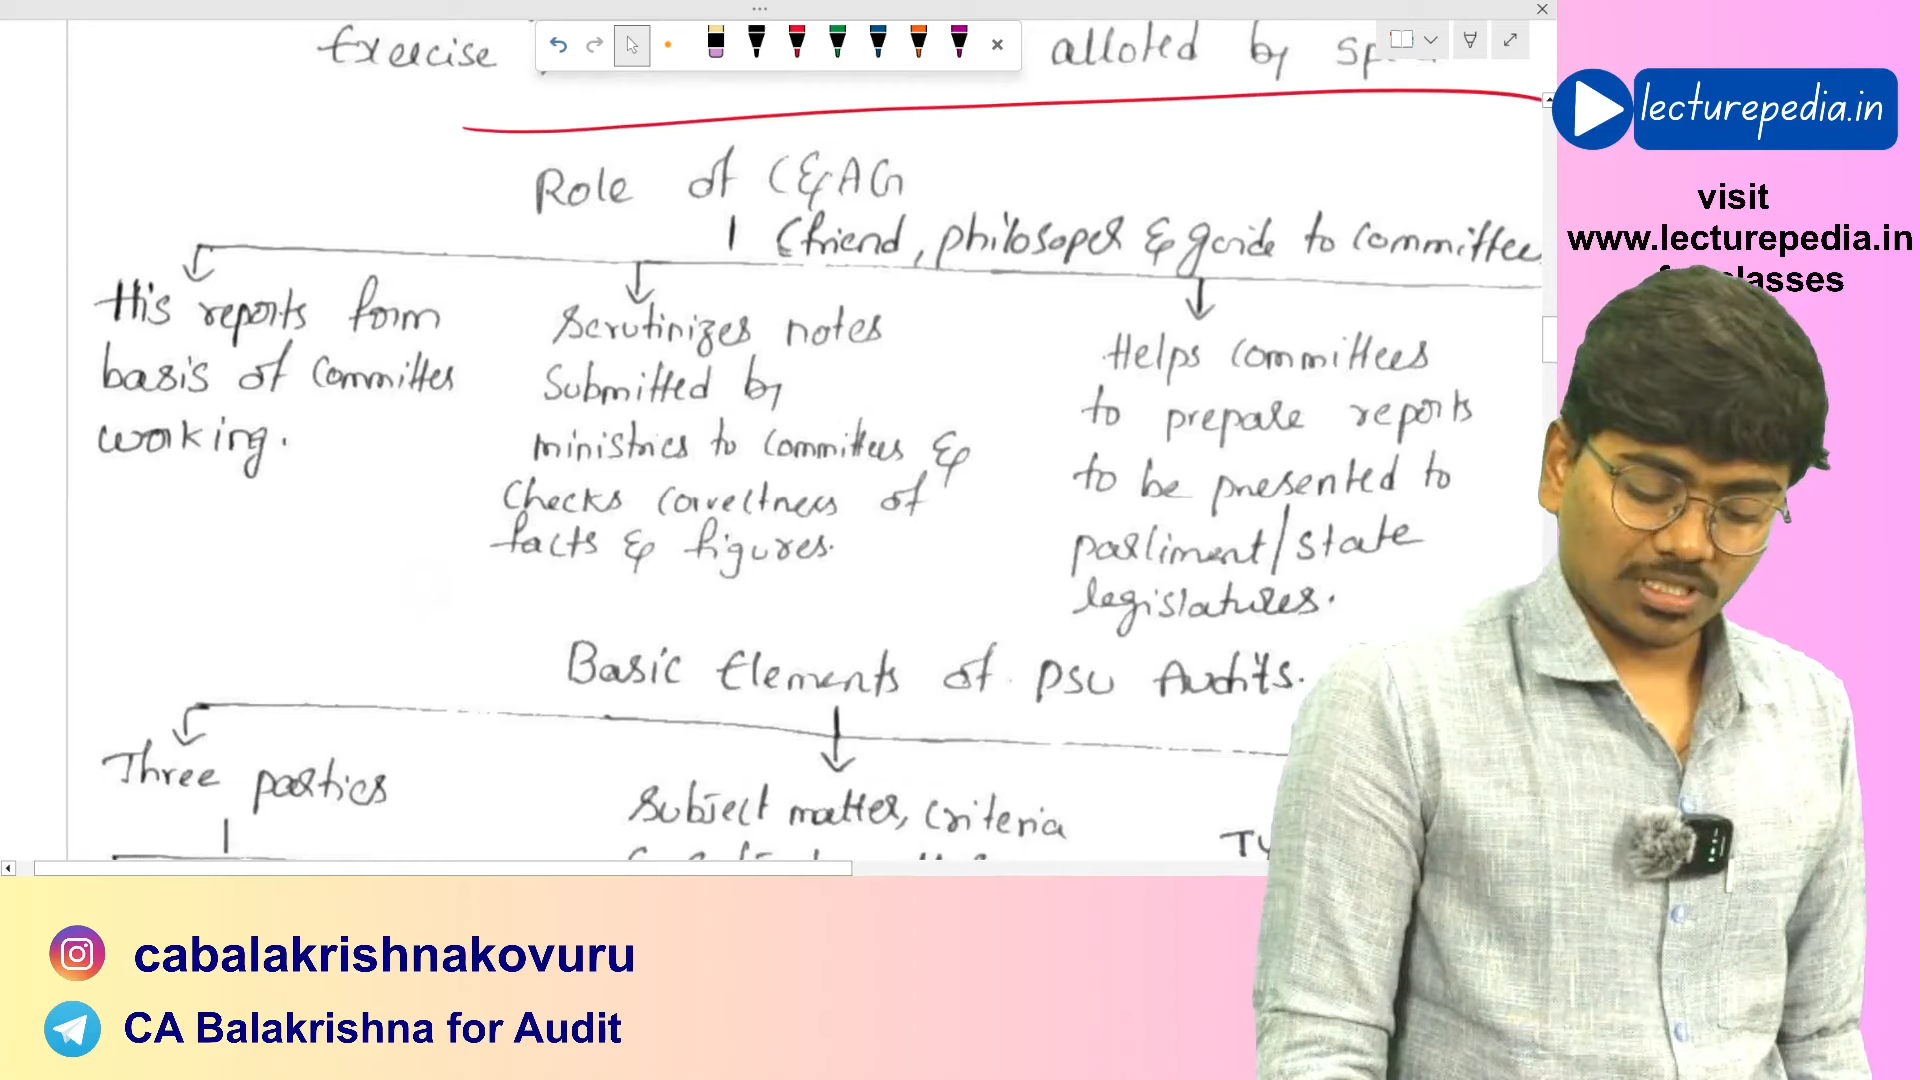 Exercise alloted by
lecturepedia.in
visit
www.lecturepedia.in
classes
Role of C&AG
(friend, philosoper & guide to committee
His reports form
basis of committes
working.
Scrutinizes notes
Submitted by
ministries to committees &
Checks correctness of
facts & figures.
Helps committees
to prepare reports
to be presented to
parliment/state
legislatures.
Basic Elements of PSU Audits.
Three parties
Subject matter, criteria
cabalakrishnakovuru
CA Balakrishna for Audit